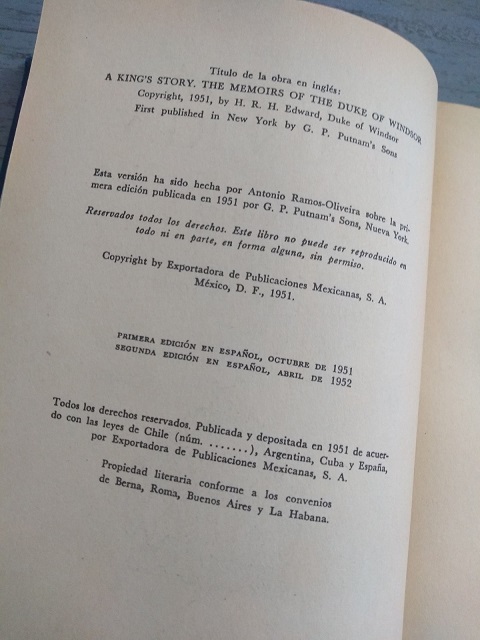 Título de la obra en inglés:
A KING'S STORY. THE MEMOIRS OF THE DUKE OF WINDSOR
Copyright, 1951, by H. R. H. Edward, Duke of Windsor
First published in New York by G. P. Putnam's Sons
Esta versión ha sido hecha por Antonio Ramos-Oliveira sobre la pri-
mera edición publicada en 1951 por G. P. Putnam's Sons, Nueva York.
Reservados todos los derechos. Este libro no puede ser reproducido en
todo ni en parte, en forma alguna, sin permiso.
Copyright by Exportadora de Publicaciones Mexicanas, S. A.
México, D. F., 1951.
PRIMERA EDICIÓN EN ESPAÑOL, OCTUBRE DE 1951
SEGUNDA EDICIÓN EN ESPAÑOL, ABRIL DE 1952
Todos los derechos reservados. Publicada y depositada en 1951 de acuer-
do con las leyes de Chile (núm. ........), Argentina, Cuba y España,
por Exportadora de Publicaciones Mexicanas, S. A.
Propiedad literaria conforme a los convenios
de Berna, Roma, Buenos Aires y La Habana.